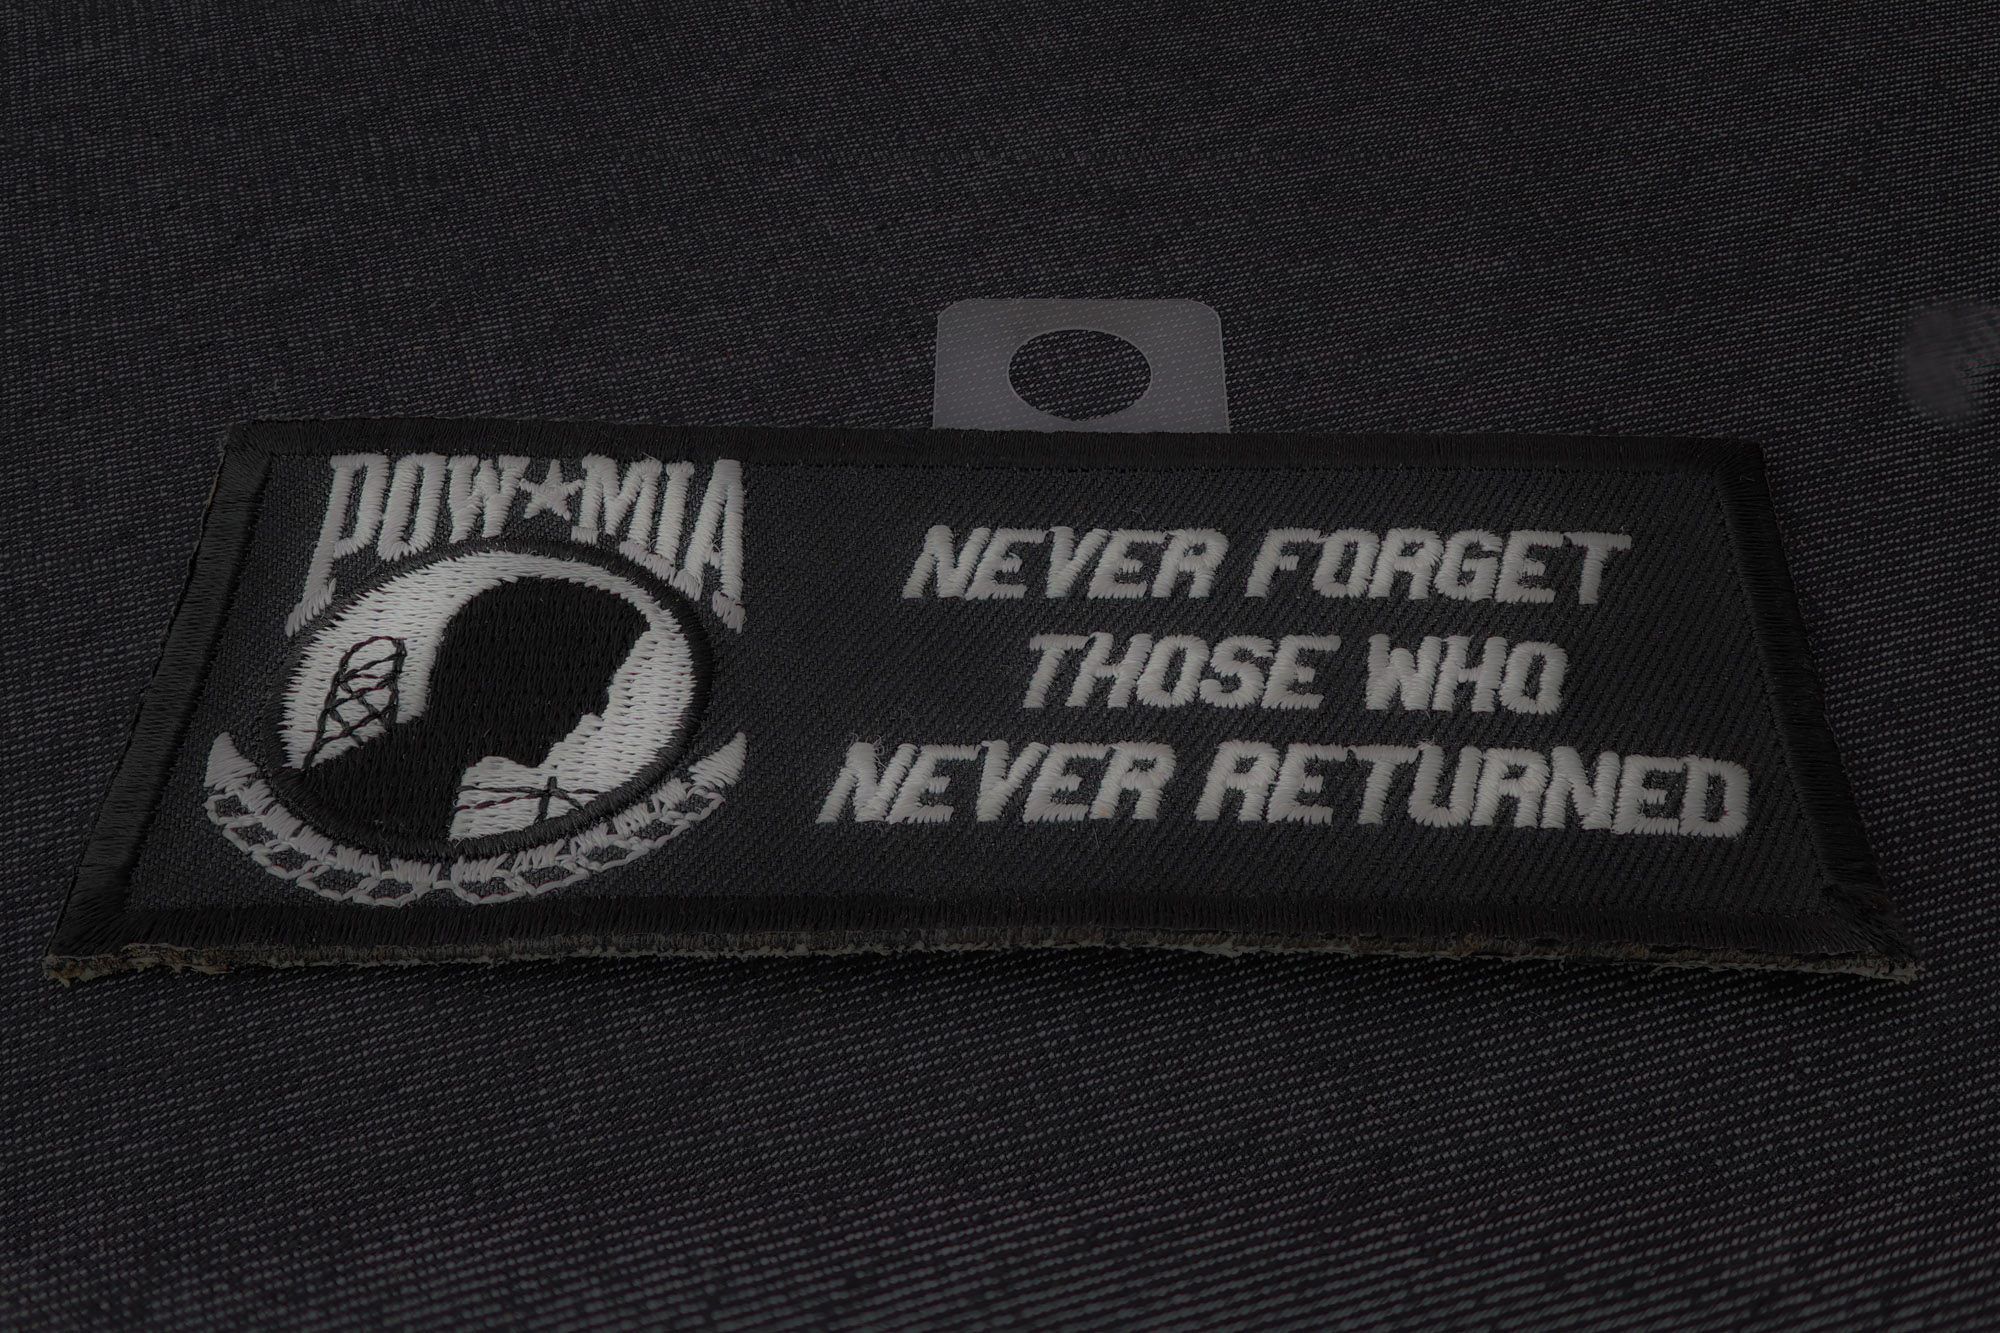 POW★MIA
NEVER FORGET
THOSE WHO
NEVER RETURNED